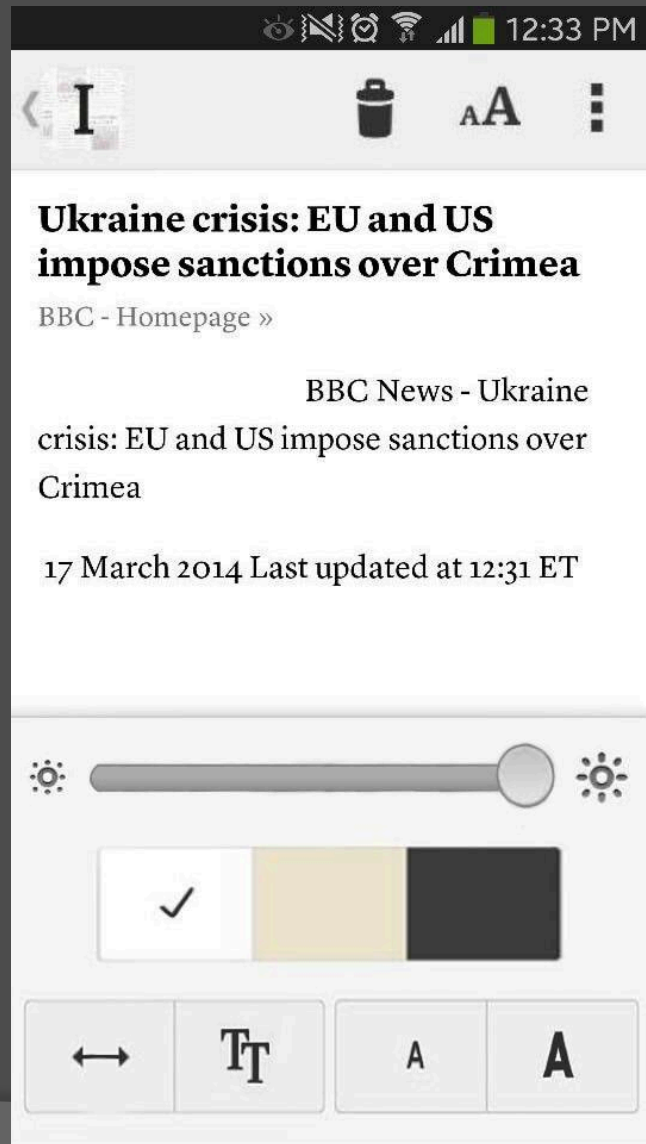 12:33 PM
I
AA
Ukraine crisis: EU and US
impose sanctions over Crimea
BBC - Homepage »
BBC News - Ukraine
crisis: EU and US impose sanctions over
Crimea
17 March 2014 Last updated at 12:31 ET
TT A A